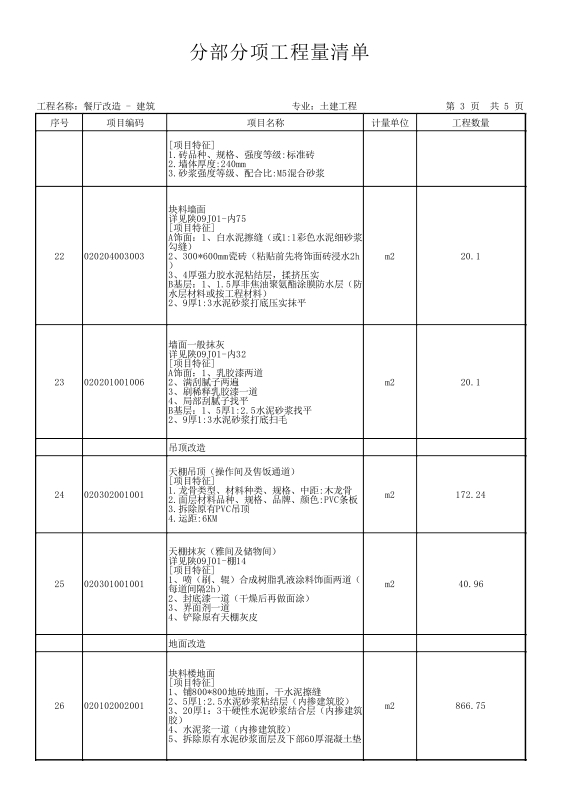 分部分项工程量清单
工程名称: 餐厅改造 - 建筑 专业: 土建工程 第 3 页 共 5 页
序号 项目编码 项目名称 计量单位 工程数量
[项目特征]
1.砖品种、规格、强度等级:标准砖
2.墙体厚度:240mm
3.砂浆强度等级、配合比:M5混合砂浆
块料墙面
详见陕09J01-内75
[项目特征]
A饰面: 1、白水泥擦缝（或1:1彩色水泥细砂浆
勾缝）
22 020204003003 2、300*600mm瓷砖（粘贴前先将饰面砖浸水2h m2 20.1
）
3、4厚强力胶水泥粘结层，揉挤压实
B基层: 1、1.5厚非焦油聚氨酯涂膜防水层（防
水层材料或按工程材料）
2、9厚1:3水泥砂浆打底压实抹平
墙面一般抹灰
详见陕09J01-内32
[项目特征]
A饰面: 1、乳胶漆两道
23 020201001006 2、满刮腻子两遍 m2 20.1
3、刷稀释乳胶漆一道
4、局部刮腻子找平
B基层: 1、5厚1:2.5水泥砂浆找平
2、9厚1:3水泥砂浆打底扫毛
吊顶改造
天棚吊顶（操作间及售饭通道）
[项目特征]
1.龙骨类型、材料种类、规格、中距:木龙骨
24 020302001001 2.面层材料品种、规格、品牌、颜色:PVC条板 m2 172.24
3.拆除原有PVC吊顶
4.运距:6KM
天棚抹灰（雅间及储物间）
详见陕09J01-棚14
[项目特征]
1、喷（刷、辊）合成树脂乳液涂料饰面两道（
25 020301001001 每道间隔2h） m2 40.96
2、封底漆一道（干燥后再做面涂）
3、界面剂一道
4、铲除原有天棚灰皮
地面改造
块料楼地面
[项目特征]
1、铺800*800地砖地面，干水泥擦缝
2、5厚1:2.5水泥砂浆粘结层（内掺建筑胶）
26 020102002001 3、20厚1: 3干硬性水泥砂浆结合层（内掺建筑 m2 866.75
胶）
4、水泥浆一道（内掺建筑胶）
5、拆除原有水泥砂浆面层及下部60厚混凝土垫